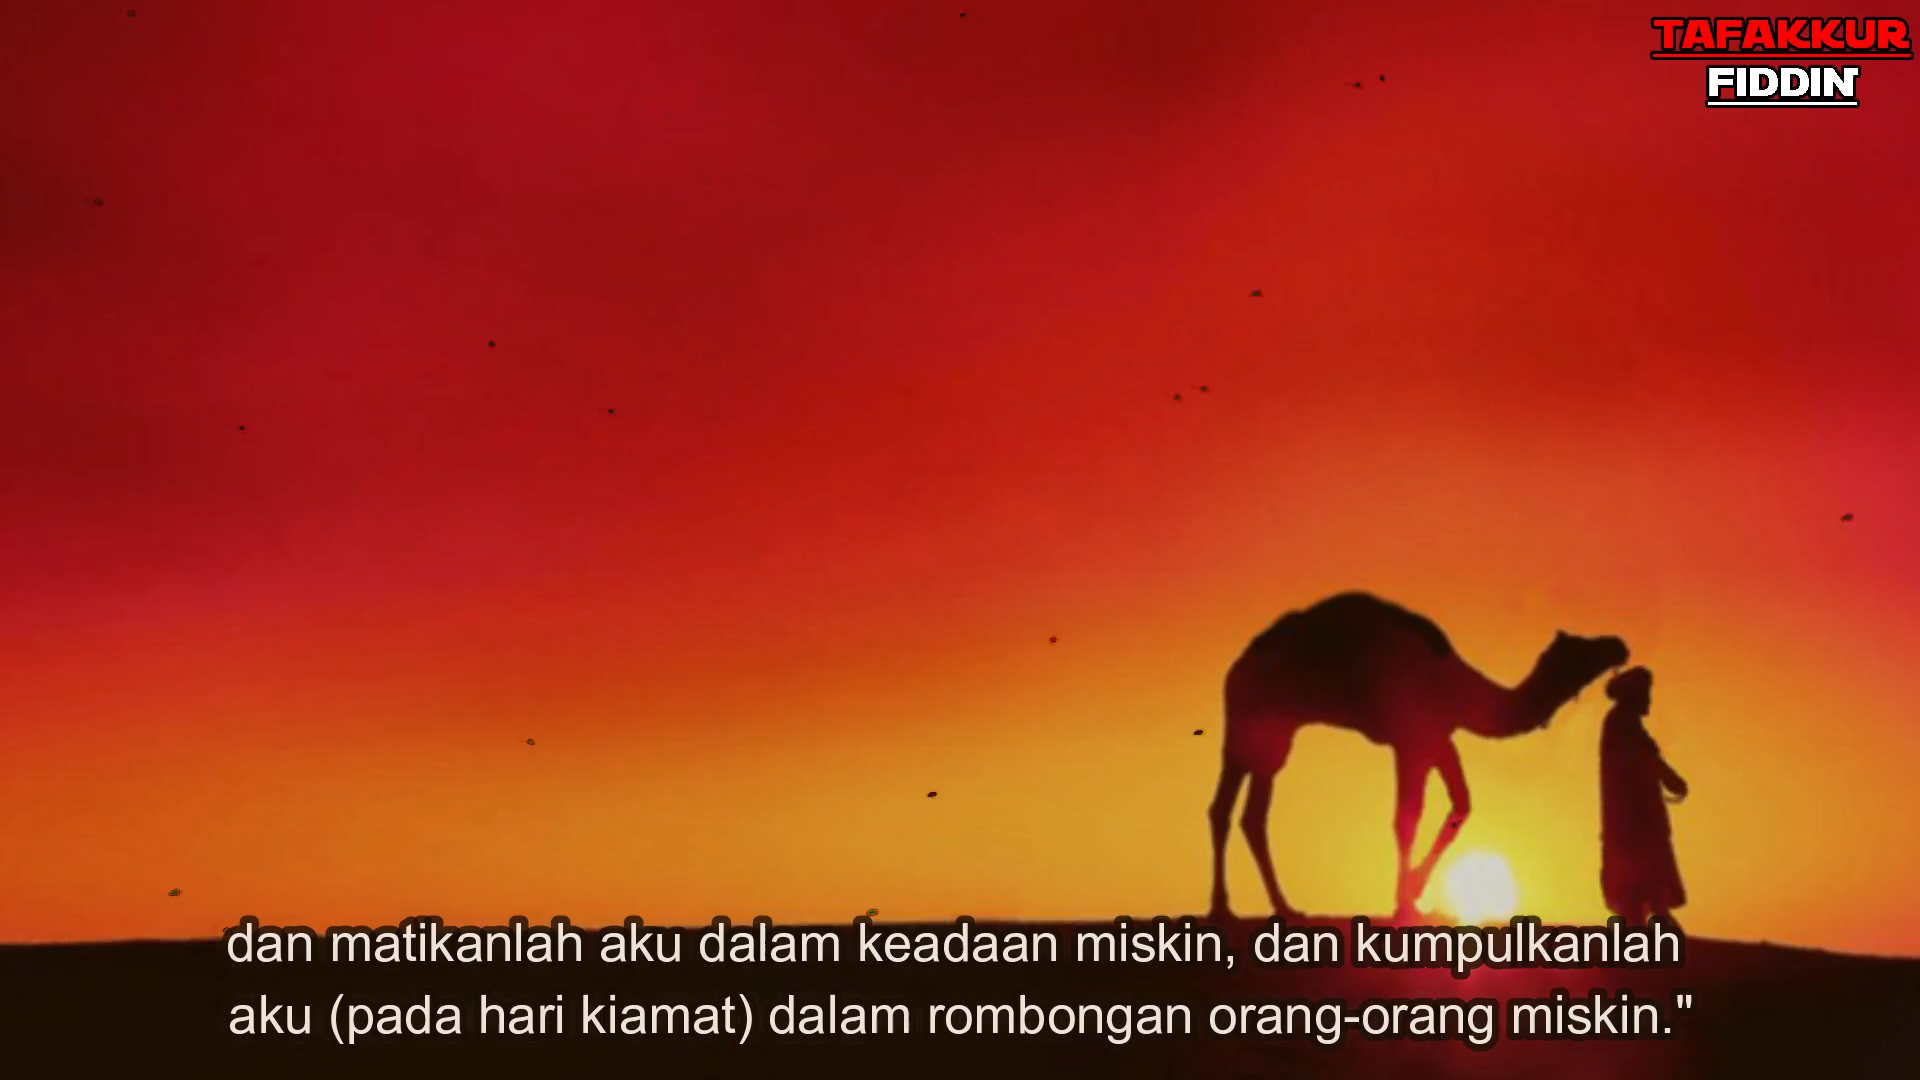 TAFAKKUR
FIDDIN
dan matikanlah aku dalam keadaan miskin, dan kumpulkanlah
aku (pada hari kiamat) dalam rombongan orang-orang miskin."